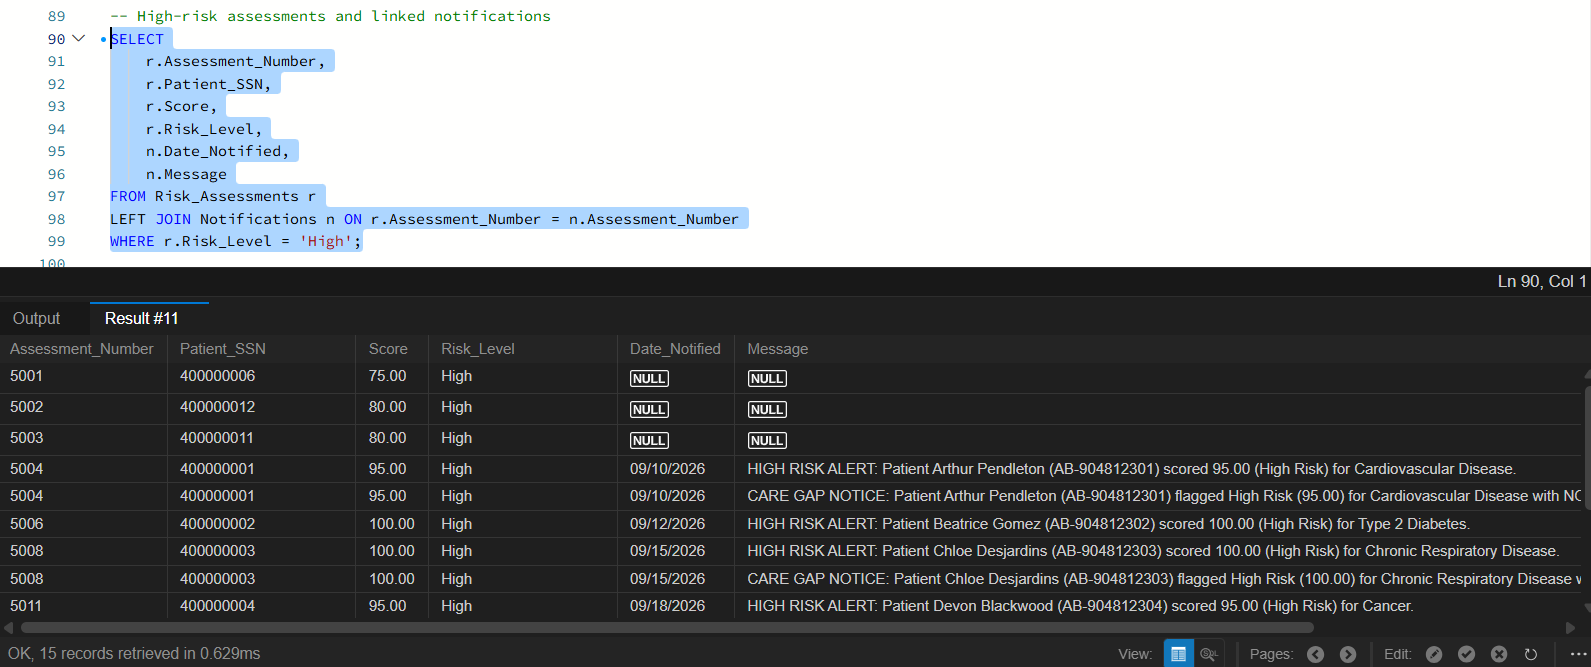 89 -- High-risk assessments and linked notifications
90 SELECT
91 r.Assessment_Number,
92 r.Patient_SSN,
93 r.Score,
94 r.Risk_Level,
95 n.Date_Notified,
96 n.Message
97 FROM Risk_Assessments r
98 LEFT JOIN Notifications n ON r.Assessment_Number = n.Assessment_Number
99 WHERE r.Risk_Level = 'High';
100
Ln 90, Col 1
Output Result #11
Assessment_Number Patient_SSN Score Risk_Level Date_Notified Message
5001 400000006 75.00 High NULL NULL
5002 400000012 80.00 High NULL NULL
5003 400000011 80.00 High NULL NULL
5004 400000001 95.00 High 09/10/2026 HIGH RISK ALERT: Patient Arthur Pendleton (AB-904812301) scored 95.00 (High Risk) for Cardiovascular Disease.
5004 400000001 95.00 High 09/10/2026 CARE GAP NOTICE: Patient Arthur Pendleton (AB-904812301) flagged High Risk (95.00) for Cardiovascular Disease with NO
5006 400000002 100.00 High 09/12/2026 HIGH RISK ALERT: Patient Beatrice Gomez (AB-904812302) scored 100.00 (High Risk) for Type 2 Diabetes.
5008 400000003 100.00 High 09/15/2026 HIGH RISK ALERT: Patient Chloe Desjardins (AB-904812303) scored 100.00 (High Risk) for Chronic Respiratory Disease.
5008 400000003 100.00 High 09/15/2026 CARE GAP NOTICE: Patient Chloe Desjardins (AB-904812303) flagged High Risk (100.00) for Chronic Respiratory Disease
5011 400000004 95.00 High 09/18/2026 HIGH RISK ALERT: Patient Devon Blackwood (AB-904812304) scored 95.00 (High Risk) for Cancer.
OK, 15 records retrieved in 0.629ms View: Pages: Edit: